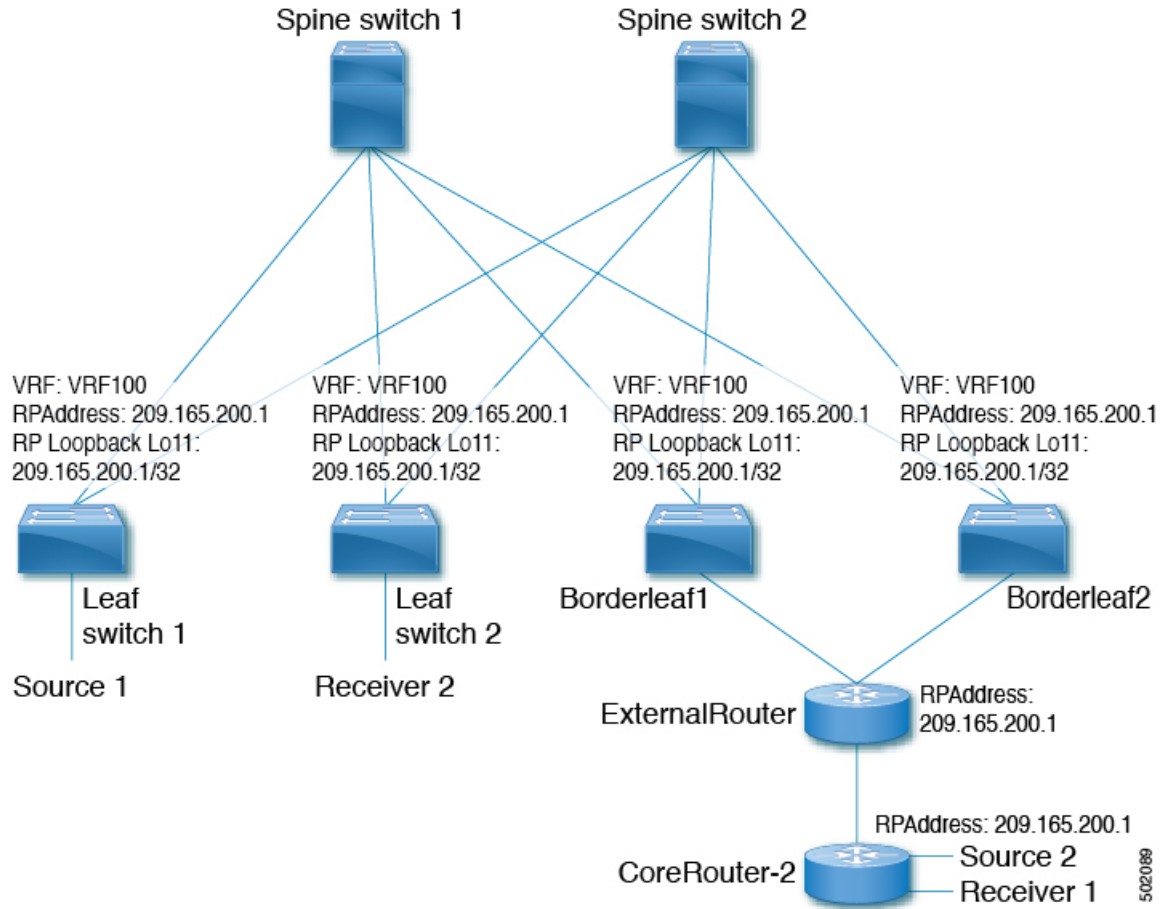 Spine switch 1
Spine switch 2
VRF: VRF100
RPAddress: 209.165.200.1
RP Loopback Lo11:
209.165.200.1/32
VRF: VRF100
RPAddress: 209.165.200.1
RP Loopback Lo11:
209.165.200.1/32
VRF: VRF100
RPAddress: 209.165.200.1
RP Loopback Lo11:
209.165.200.1/32
VRF: VRF100
RPAddress: 209.165.200.1
RP Loopback Lo11:
209.165.200.1/32
Leaf
switch 1
Leaf
switch 2
Borderleaf1
Borderleaf2
Source 1
Receiver 2
ExternalRouter
RPAddress:
209.165.200.1
RPAddress: 209.165.200.1
CoreRouter-2
Source 2
Receiver 1
502089